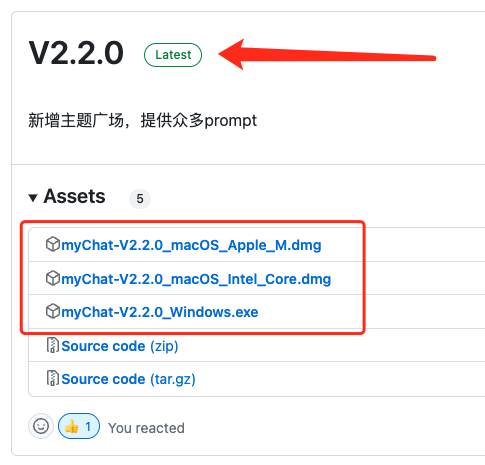 V2.2.0 Latest
新增主题广场，提供众多prompt
Assets 5
myChat-V2.2.0_macOS_Apple_M.dmg
myChat-V2.2.0_macOS_Intel_Core.dmg
myChat-V2.2.0_Windows.exe
Source code (zip)
Source code (tar.gz)
👍 1 You reacted